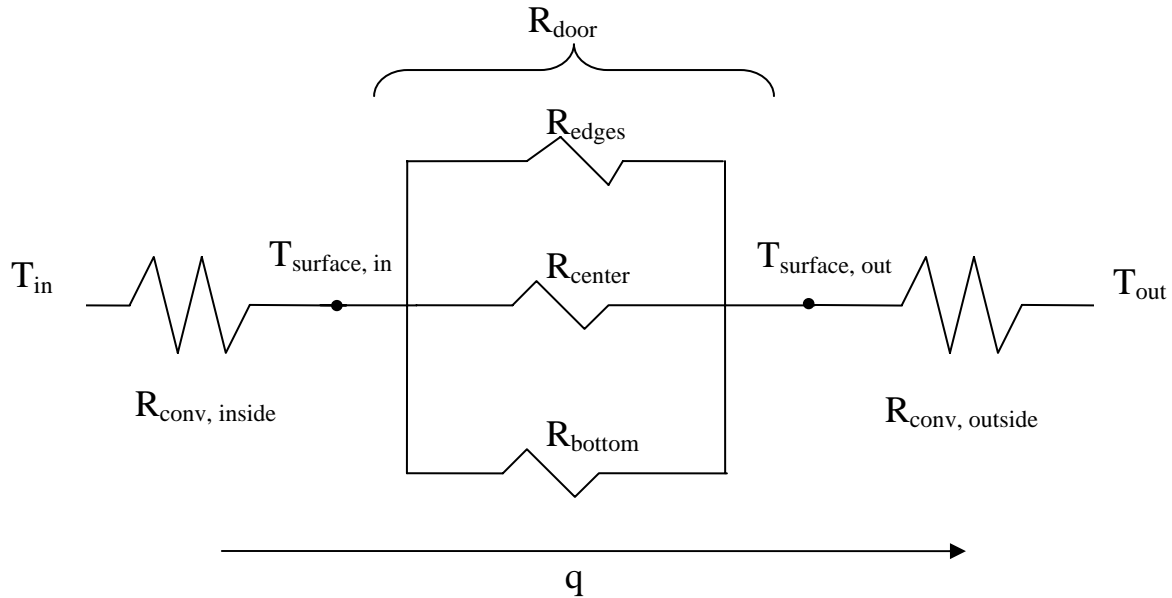 R_door
R_edges
T_surface, in
T_surface, out
T_in
R_center
T_out
R_conv, inside
R_bottom
R_conv, outside
q